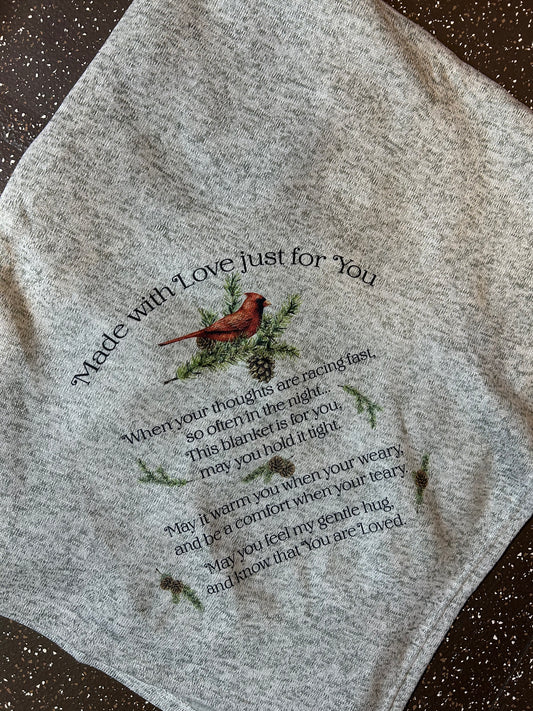 Made with Love just for You
When your thoughts are racing fast,
so often in the night...
This blanket is for you,
may you hold it tight.
May it warm you when your weary,
and be a comfort when your teary.
May you feel my gentle hug,
and know that You are Loved.